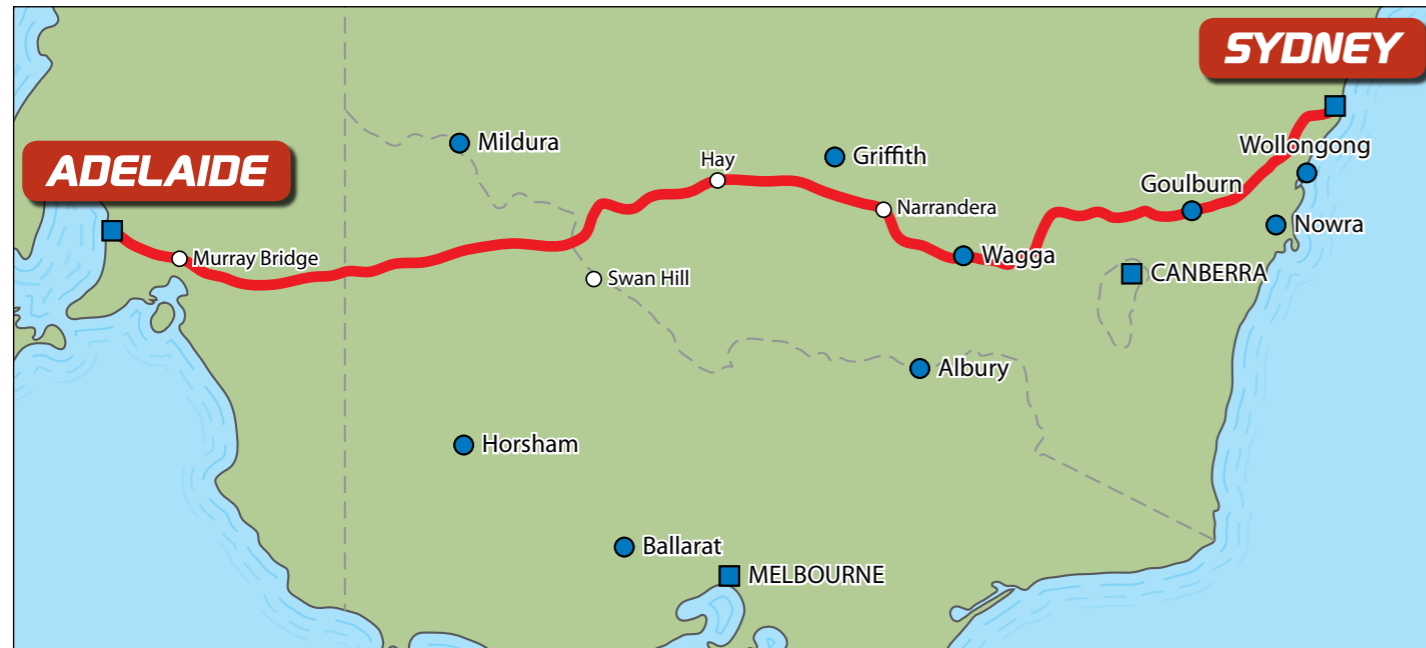 SYDNEY
Mildura
Wollongong
Hay
Griffith
ADELAIDE
Goulburn
Narrandera
Nowra
Murray Bridge
Wagga
Swan Hill
CANBERRA
Albury
Horsham
Ballarat
MELBOURNE